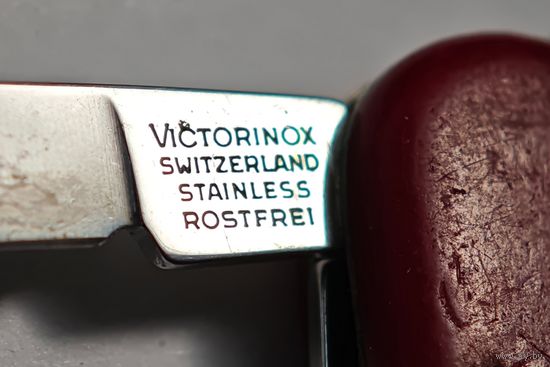 VICTORINOX
SWITZERLAND
STAINLESS
ROSTFREI